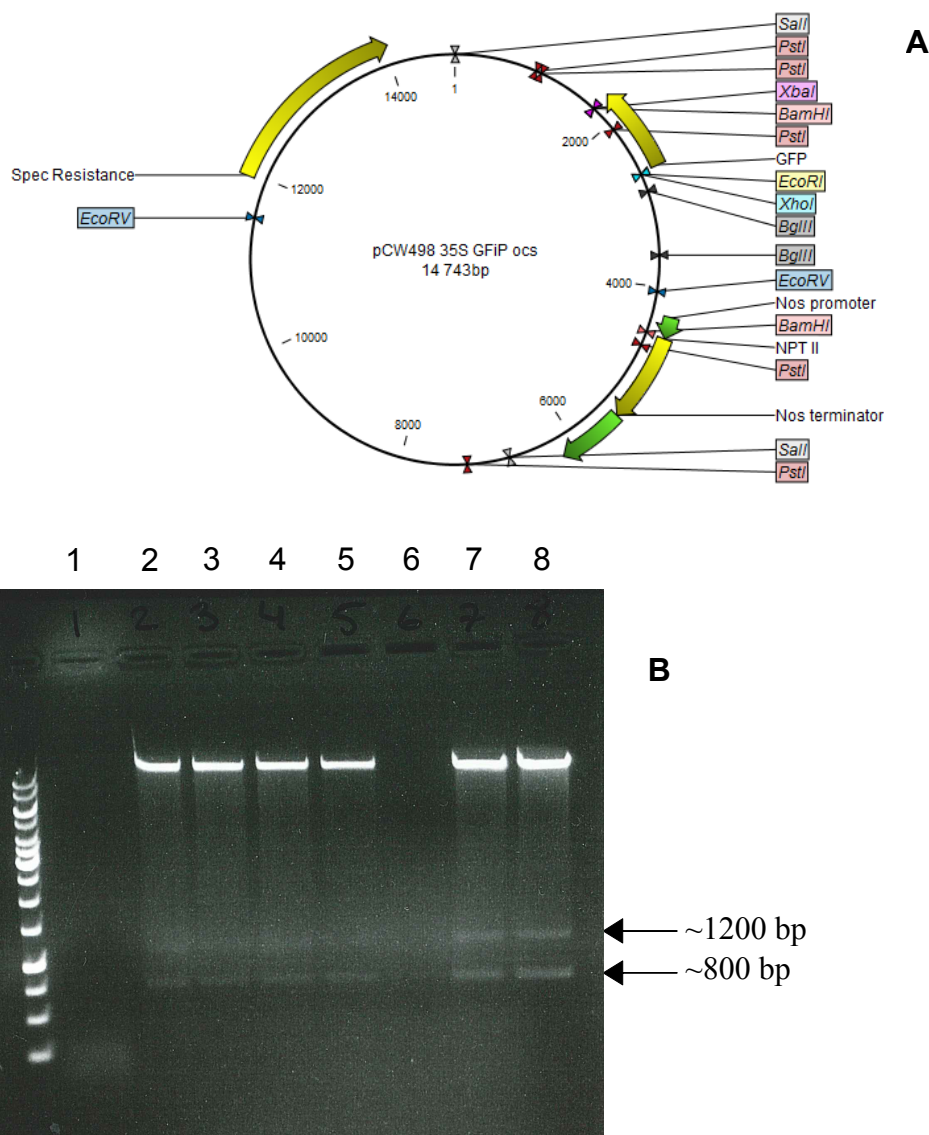 A
SalI
PstI
PstI
XbaI
BamHI
PstI
GFP
EcoRI
XhoI
BglII
BglII
EcoRV
Nos promoter
BamHI
NPT II
PstI
Nos terminator
SalI
PstI
Spec Resistance
EcoRV
14000
1
2000
12000
4000
10000
6000
8000
pCW498 35S GFiP ocs
14 743bp
1 2 3 4 5 6 7 8
1 2 3 4 5 6 7 8
B
~1200 bp
~800 bp